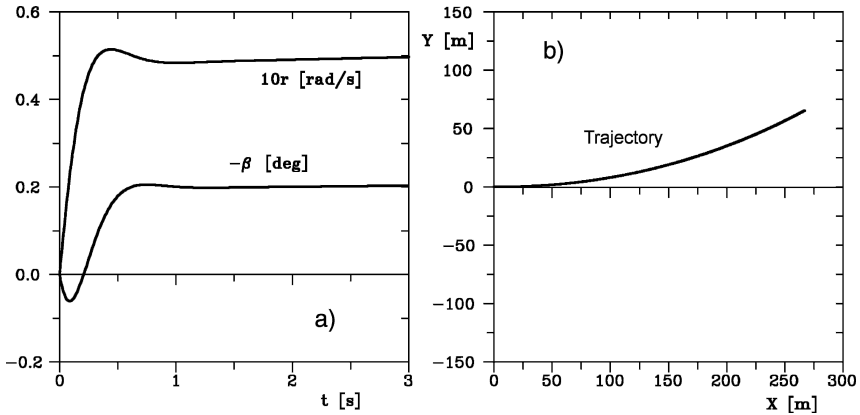 0.6
0.4
0.2
0.0
−0.2
0
1
2
3
t [s]
10r [rad/s]
−β [deg]
a)
150
Y [m]
100
50
0
−50
−100
−150
0
50
100
150
200
250
300
X [m]
b)
Trajectory